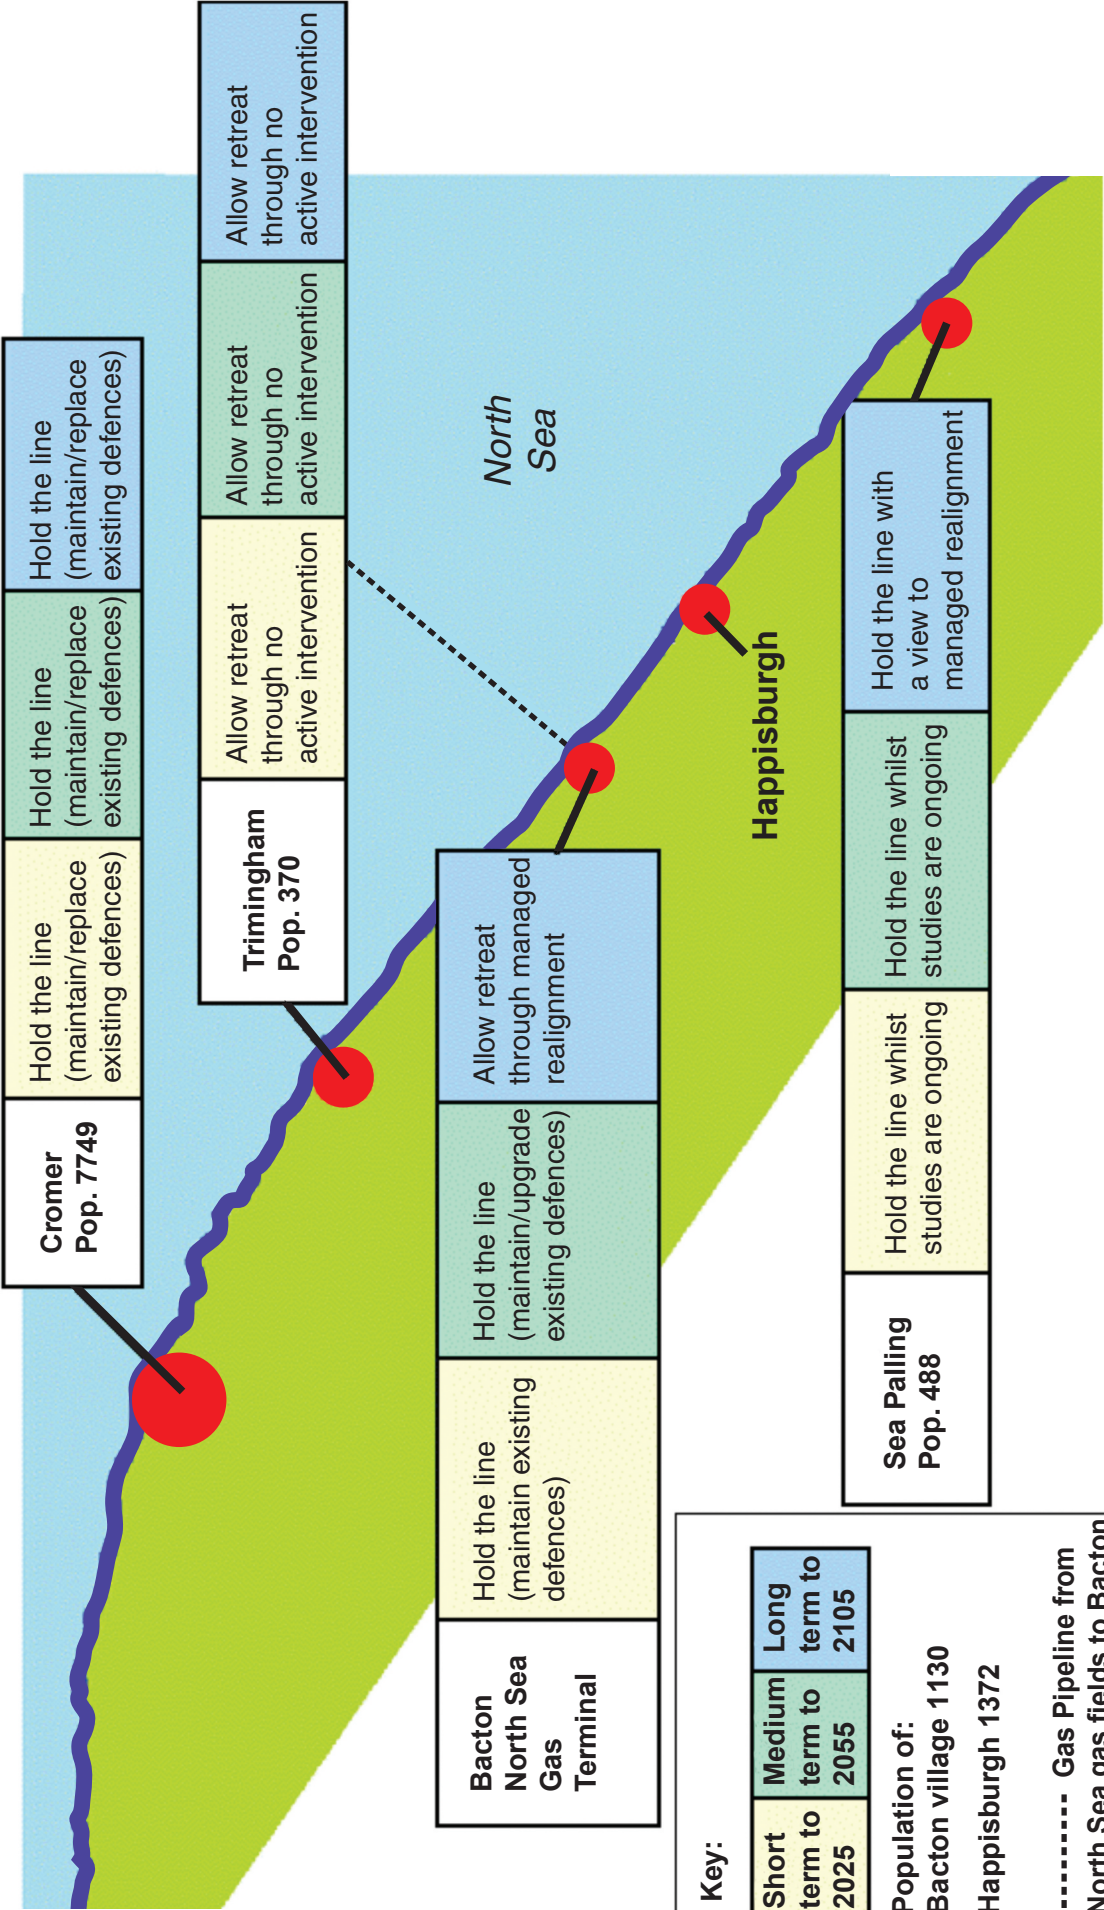 Cromer
Pop. 7749
Hold the line
(maintain/replace
existing defences)
Hold the line
(maintain/replace
existing defences)
Hold the line
(maintain/replace
existing defences)
Trimingham
Pop. 370
Allow retreat
through no
active intervention
Allow retreat
through no
active intervention
Allow retreat
through no
active intervention
North
Sea
Bacton
North Sea
Gas
Terminal
Hold the line
(maintain existing
defences)
Hold the line
(maintain/upgrade
existing defences)
Allow retreat
through managed
realignment
Happisburgh
Sea Palling
Pop. 488
Hold the line whilst
studies are ongoing
Hold the line whilst
studies are ongoing
Hold the line with
a view to
managed realignment
Key:
Short
term to
2025
Medium
term to
2055
Long
term to
2105
Population of:
Bacton village 1130
Happisburgh 1372
Gas Pipeline from
North Sea gas fields to Bacton